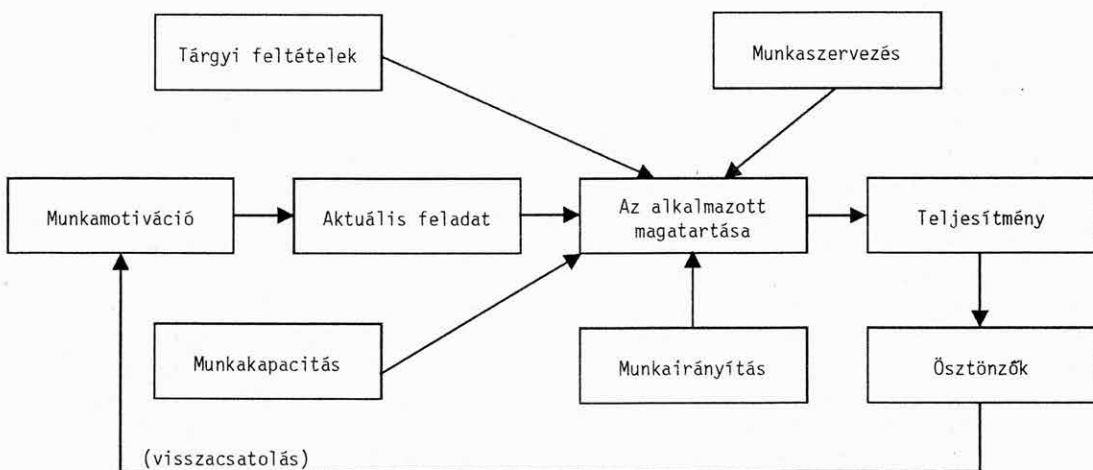 Tárgyi feltételek
Munkaszervezés
Munkamotiváció
Aktuális feladat
Az alkalmazott
magatartása
Teljesítmény
Munkakapacitás
Munkairányítás
Ösztönzők
(visszacsatolás)